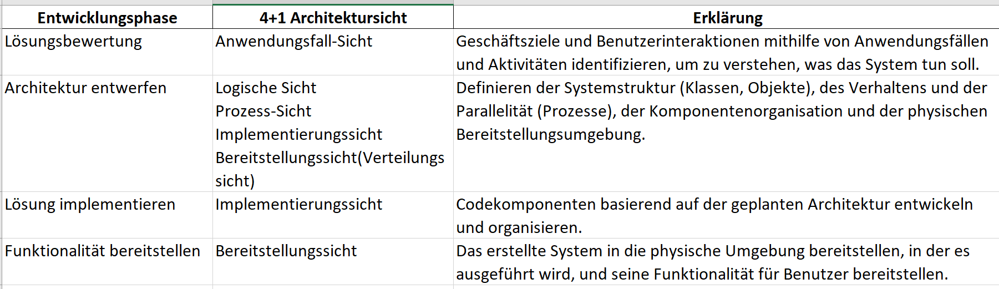 Entwicklungsphase 4+1 Architektursicht Erklärung
Lösungsbewertung Anwendungsfall-Sicht Geschäftsziele und Benutzerinteraktionen mithilfe von Anwendungsfällen
und Aktivitäten identifizieren, um zu verstehen, was das System tun soll.
Architektur entwerfen Logische Sicht Definieren der Systemstruktur (Klassen, Objekte), des Verhaltens und der
Prozess-Sicht Parallelität (Prozesse), der Komponentenorganisation und der physischen
Implementierungssicht Bereitstellungsumgebung.
Bereitstellungssicht(Verteilungs
sicht)
Lösung implementieren Implementierungssicht Codekomponenten basierend auf der geplanten Architektur entwickeln
und organisieren.
Funktionalität bereitstellen Bereitstellungssicht Das erstellte System in die physische Umgebung bereitstellen, in der es
ausgeführt wird, und seine Funktionalität für Benutzer bereitstellen.